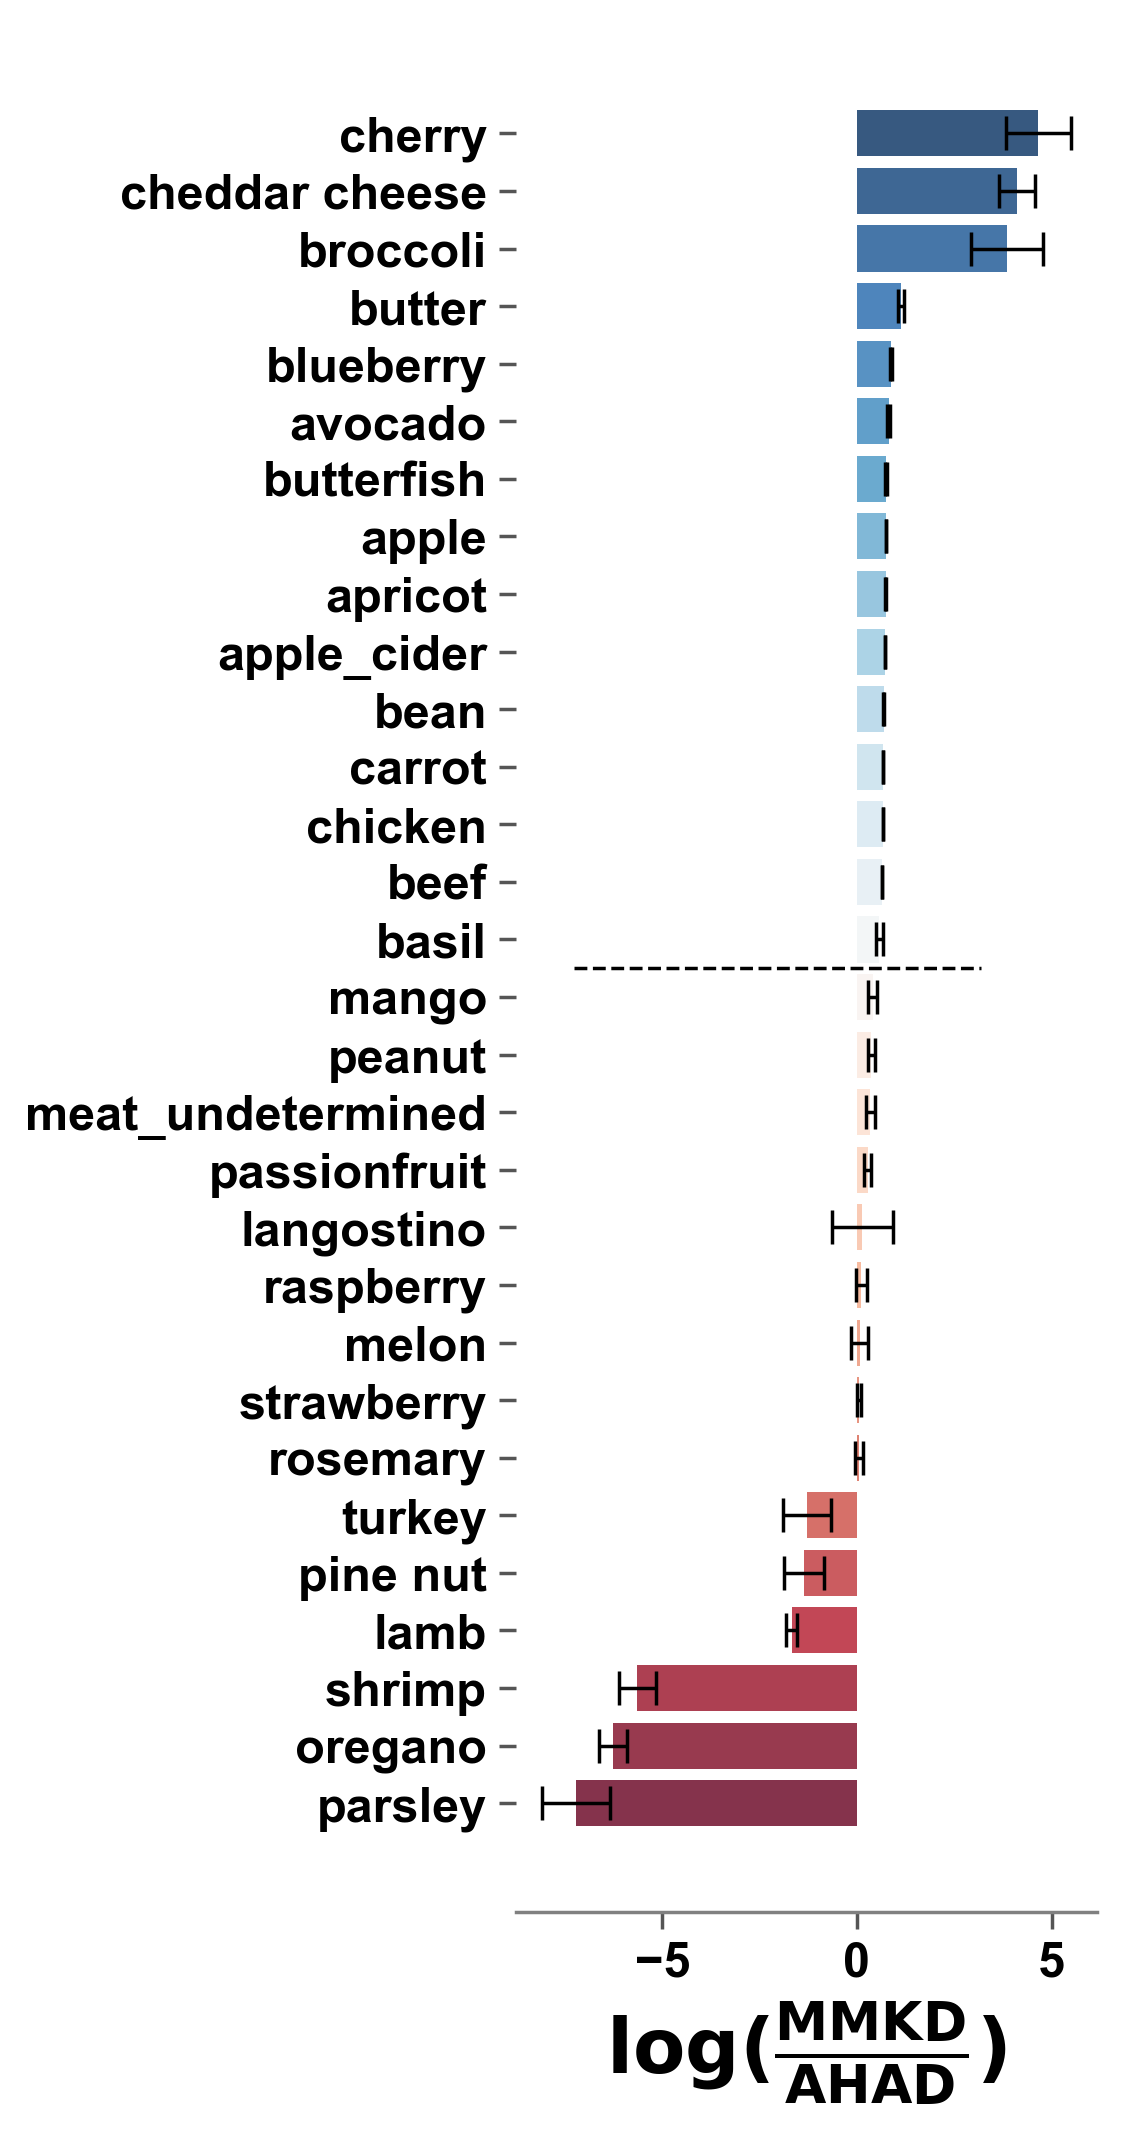 cherry
cheddar cheese
broccoli
butter
blueberry
avocado
butterfish
apple
apricot
apple_cider
bean
carrot
chicken
beef
basil
mango
peanut
meat_undetermined
passionfruit
langostino
raspberry
melon
strawberry
rosemary
turkey
pine nut
lamb
shrimp
oregano
parsley
−5 0 5
log(MMKD/AHAD)